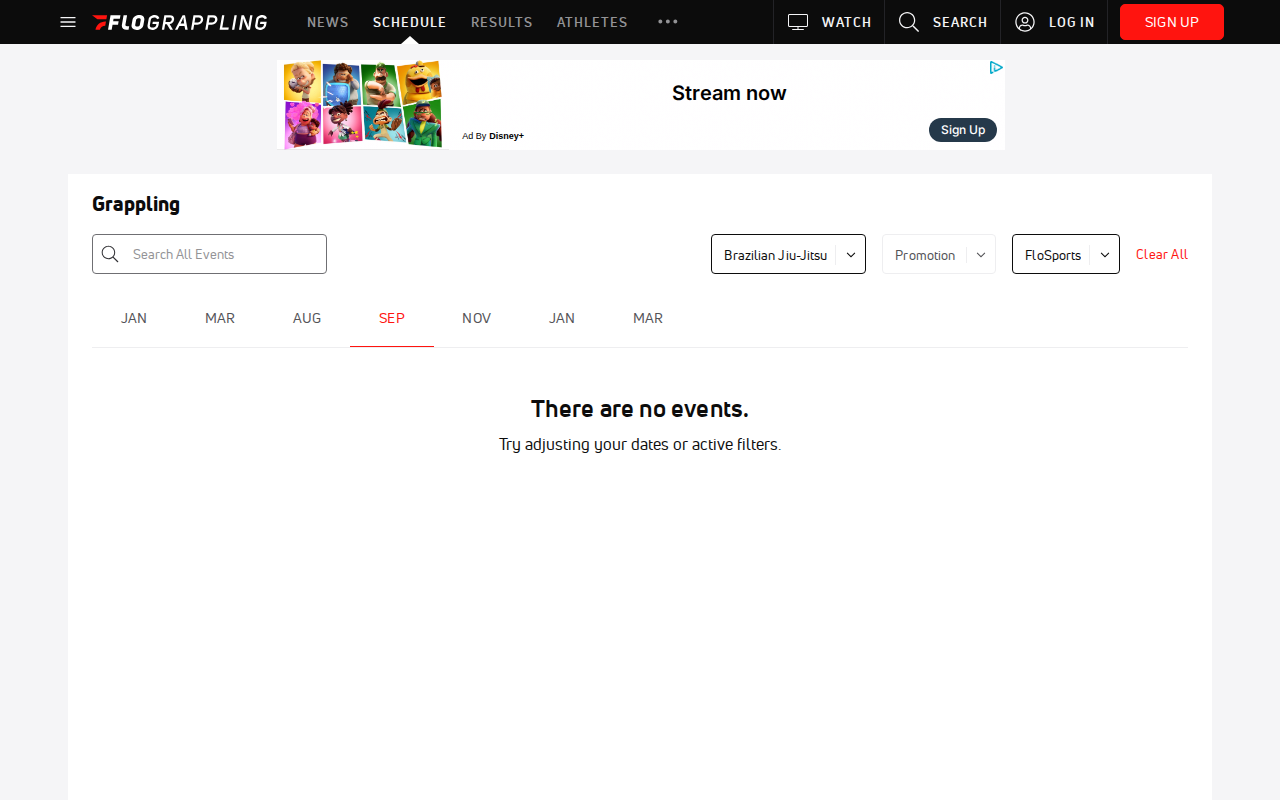 FLOGRAPPLING
NEWS SCHEDULE RESULTS ATHLETES
WATCH SEARCH LOG IN SIGN UP
Stream now
Ad By Disney+
Sign Up
Grappling
Search All Events
Brazilian Jiu-Jitsu Promotion FloSports Clear All
JAN MAR AUG SEP NOV JAN MAR
There are no events.
Try adjusting your dates or active filters.